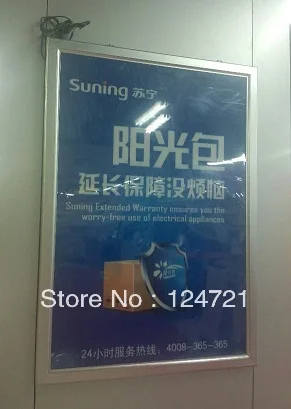 Suning 苏宁
阳光包
延长保障没烦恼
Suning Extended Warranty ensures you the
worry-free use of electrical appliances
Store No: 124721
24小时服务热线：4008-365-365